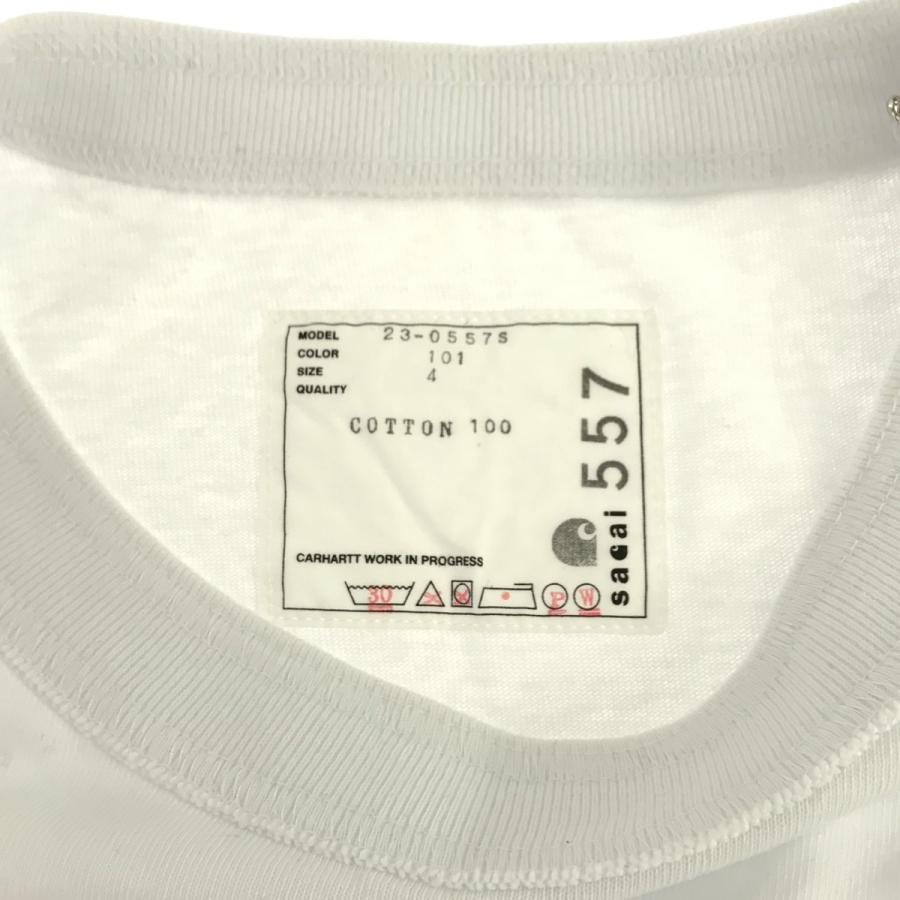 MODEL 23-0557S
COLOR 101
SIZE 4
QUALITY
COTTON 100
CARHARTT WORK IN PROGRESS
30 P W
sacai 557